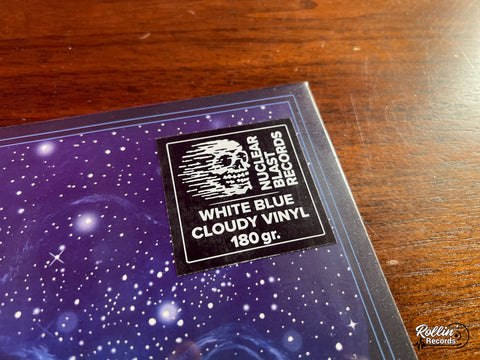 NUCLEAR
BLAST
RECORDS
WHITE BLUE
CLOUDY VINYL
180 gr.
Rollin'
Records